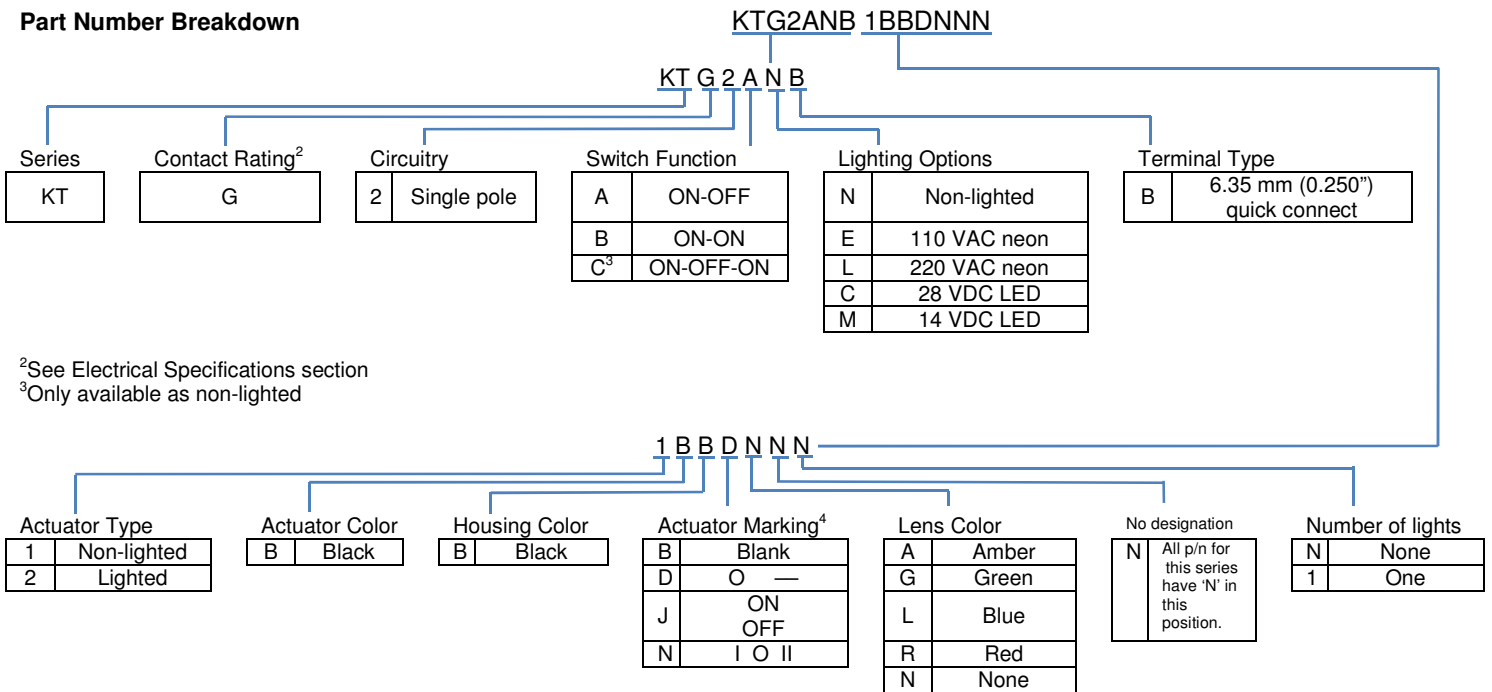 Part Number Breakdown
KTG2ANB 1BBDNNN
KT G 2 A N B
Series
KT
Contact Rating2
G
Circuitry
2 Single pole
Switch Function
A ON-OFF
B ON-ON
C3 ON-OFF-ON
Lighting Options
N Non-lighted
E 110 VAC neon
L 220 VAC neon
C 28 VDC LED
M 14 VDC LED
Terminal Type
B 6.35 mm (0.250”)
quick connect
2See Electrical Specifications section
3Only available as non-lighted
1 B B D N N N
Actuator Type
1 Non-lighted
2 Lighted
Actuator Color
B Black
Housing Color
B Black
Actuator Marking4
B Blank
D O —
J ON
OFF
N I O II
Lens Color
A Amber
G Green
L Blue
R Red
N None
No designation
N All p/n for
this series
have ‘N’ in
this
position.
Number of lights
N None
1 One